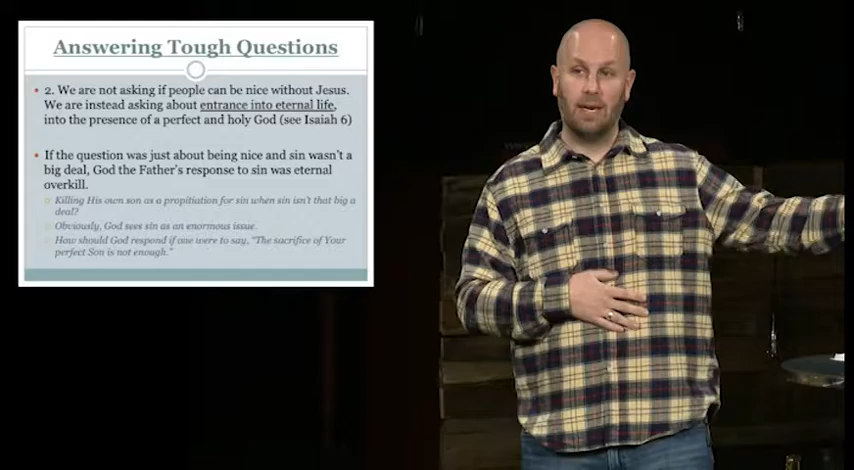 Answering Tough Questions
2. We are not asking if people can be nice without Jesus.
We are instead asking about entrance into eternal life,
into the presence of a perfect and holy God (see Isaiah 6)
If the question was just about being nice and sin wasn't a
big deal, God the Father's response to sin was eternal
overkill.
Killing His own son as a propitiation for sin when sin isn't that big a
deal?
Obviously, God sees sin as an enormous issue.
How should God respond if one were to say, "The sacrifice of Your
perfect Son is not enough."